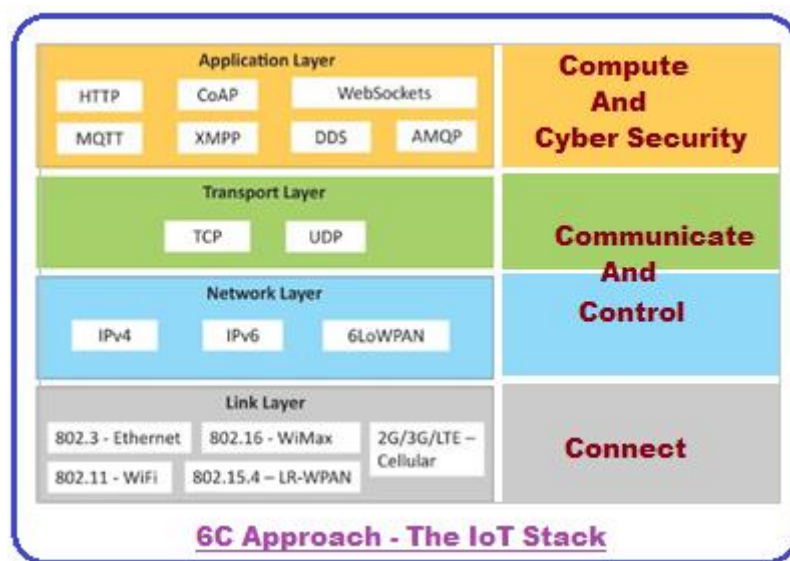 Application Layer
HTTP CoAP WebSockets
MQTT XMPP DDS AMQP
Compute
And
Cyber Security
Transport Layer
TCP UDP
Network Layer
IPv4 IPv6 6LoWPAN
Communicate
And
Control
Link Layer
802.3 - Ethernet 802.16 - WiMax 2G/3G/LTE –
Cellular
802.11 - WiFi 802.15.4 – LR-WPAN
Connect
6C Approach - The IoT Stack